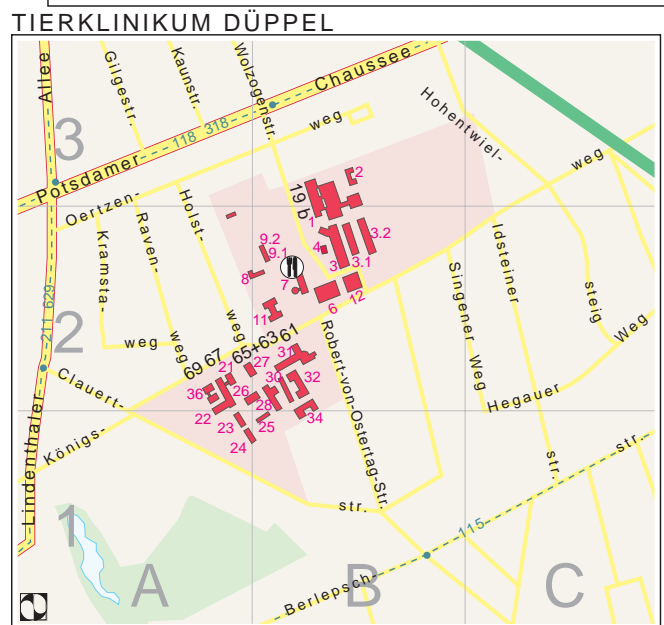 TIERKLINIKUM DÜPPEL
Allee
Gilgestr.
Kaunstr.
Wolzogenstr.
Chaussee
Hohentwiel-
weg
118 318
3
Potsdamer
weg
Oertzen-
19 b
2
1
Kramsta-
Raven-
Holst-
9.2
9.1
4
3
3.1
3.2
Idsteiner
8
7
6
12
Singener Weg
steig
211 629
2
11
weg
weg
weg
Weg
69 67
65+63
61
31
Robert-von-Ostertag-Str.
Clauert-
21
27
36
26
30
32
22
28
34
Hegauer
23
25
24
Königs-
Lindenthaler
str.
str.
str.
1
115
A
B
C
Berlepsch-